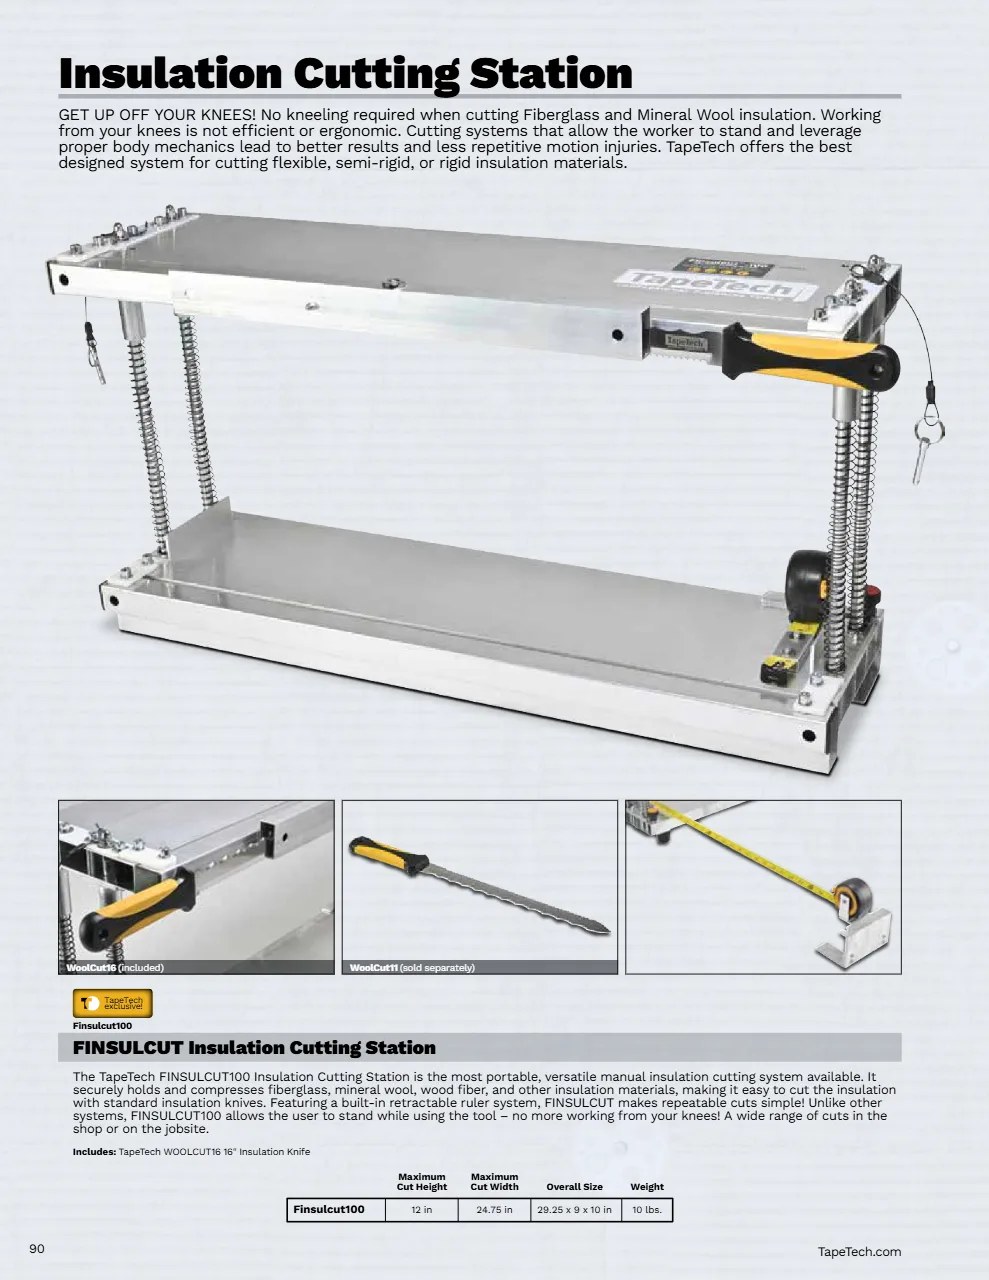 Insulation Cutting Station
GET UP OFF YOUR KNEES! No kneeling required when cutting Fiberglass and Mineral Wool insulation. Working
from your knees is not efficient or ergonomic. Cutting systems that allow the worker to stand and leverage
proper body mechanics lead to better results and less repetitive motion injuries. TapeTech offers the best
designed system for cutting flexible, semi-rigid, or rigid insulation materials.
TapeTech
TapeTech
WoolCut16 (included)
WoolCut11 (sold separately)
TapeTech
exclusive!
Finsulcut100
FINSULCUT Insulation Cutting Station
The TapeTech FINSULCUT100 Insulation Cutting Station is the most portable, versatile manual insulation cutting system available. It
securely holds and compresses fiberglass, mineral wool, wood fiber, and other insulation materials, making it easy to cut the insulation
with standard insulation knives. Featuring a built-in retractable ruler system, FINSULCUT makes repeatable cuts simple! Unlike other
systems, FINSULCUT100 allows the user to stand while using the tool – no more working from your knees! A wide range of cuts in the
shop or on the jobsite.
Includes: TapeTech WOOLCUT16 16" Insulation Knife
Maximum Maximum
Cut Height Cut Width Overall Size Weight
Finsulcut100 12 in 24.75 in 29.25 x 9 x 10 in 10 lbs.
90
TapeTech.com